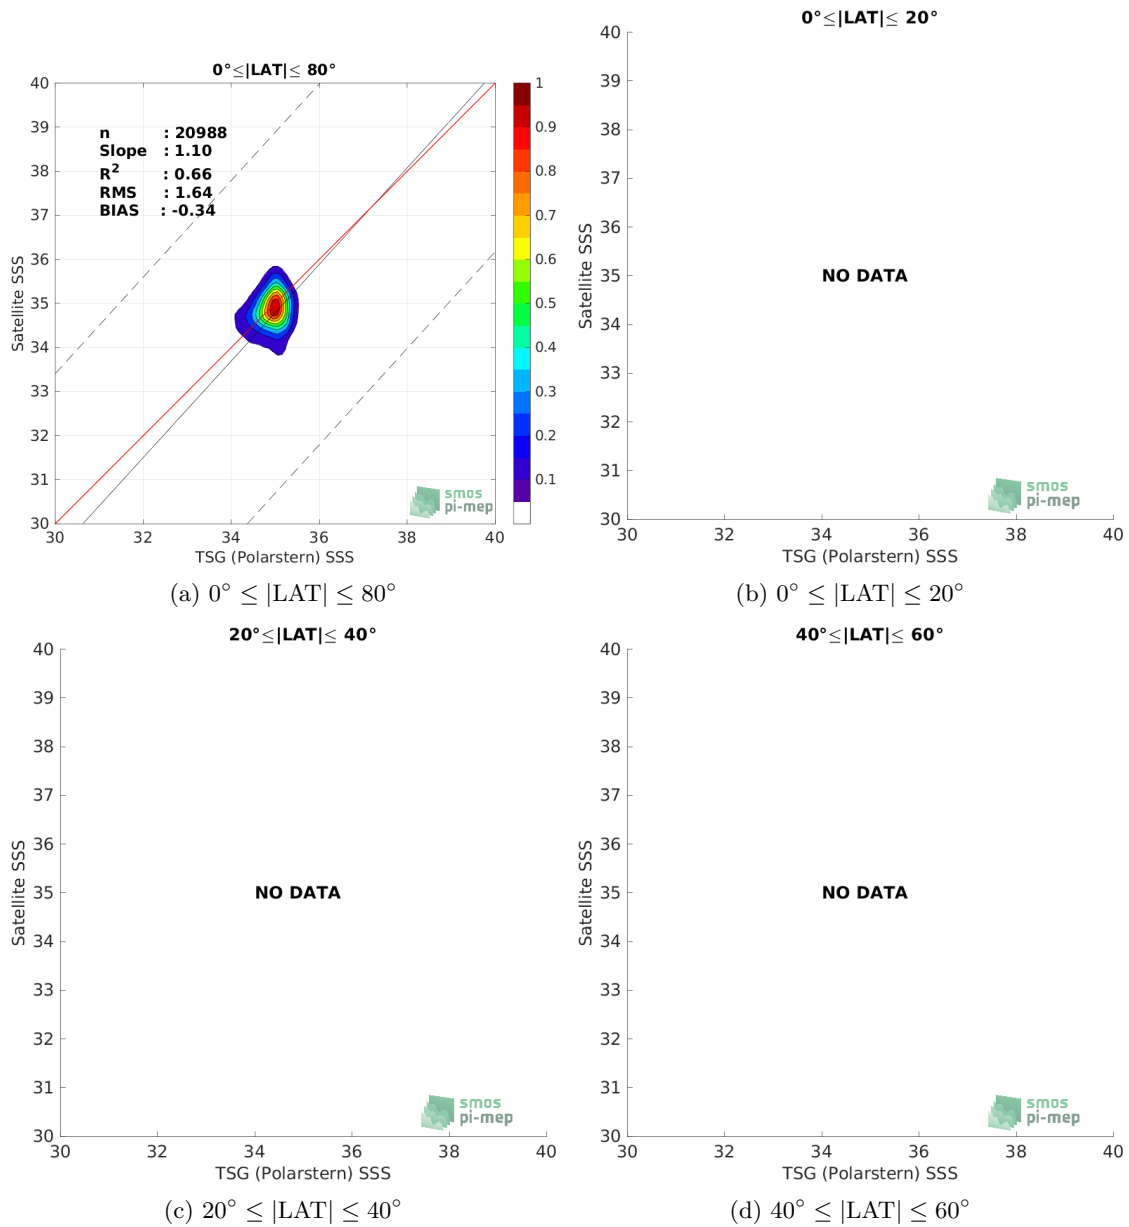 0°≤|LAT|≤ 80°
40
39
38
37
36
35
34
33
32
31
30
Satellite SSS
n : 20988
Slope : 1.10
R² : 0.66
RMS : 1.64
BIAS : -0.34
1
0.9
0.8
0.7
0.6
0.5
0.4
0.3
0.2
0.1
smos
pi-mep
30 32 34 36 38 40
TSG (Polarstern) SSS
(a) 0° ≤ |LAT| ≤ 80°
0°≤|LAT|≤ 20°
40
39
38
37
36
35
34
33
32
31
30
Satellite SSS
NO DATA
smos
pi-mep
30 32 34 36 38 40
TSG (Polarstern) SSS
(b) 0° ≤ |LAT| ≤ 20°
20°≤|LAT|≤ 40°
40
39
38
37
36
35
34
33
32
31
30
Satellite SSS
NO DATA
smos
pi-mep
30 32 34 36 38 40
TSG (Polarstern) SSS
(c) 20° ≤ |LAT| ≤ 40°
40°≤|LAT|≤ 60°
40
39
38
37
36
35
34
33
32
31
30
Satellite SSS
NO DATA
smos
pi-mep
30 32 34 36 38 40
TSG (Polarstern) SSS
(d) 40° ≤ |LAT| ≤ 60°